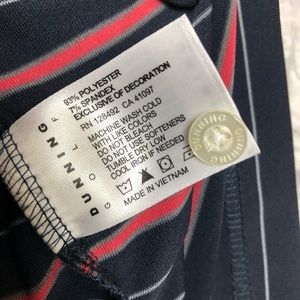 DUNNING
GOLF
93% POLYESTER
7% SPANDEX
EXCLUSIVE OF DECORATION
RN 128492 CA 41097
MACHINE WASH COLD
WITH LIKE COLORS
DO NOT BLEACH
DO NOT USE SOFTENERS
TUMBLE DRY LOW
COOL IRON IF NEEDED
MADE IN VIETNAM
DUNNING
DUNNING